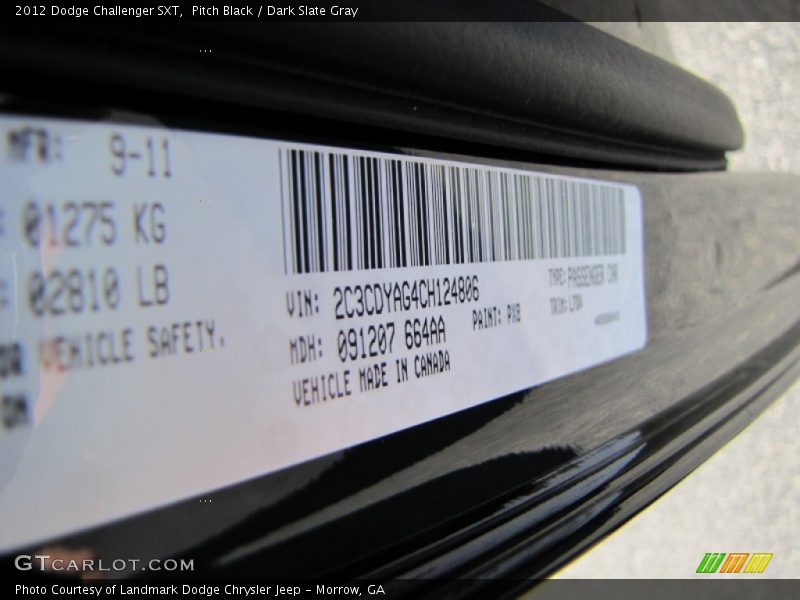 2012 Dodge Challenger SXT,  Pitch Black / Dark Slate Gray
MFR: 9-11
01275 KG
02810 LB
VEHICLE SAFETY.
VIN: 2C3CDYAG4CH124806
TYPE: PASSENGER CAR
MDH: 091207 664AA
PAINT: PX8
TRIM: LTDA
VEHICLE MADE IN CANADA
GTCARLOT.COM
Photo Courtesy of Landmark Dodge Chrysler Jeep - Morrow, GA